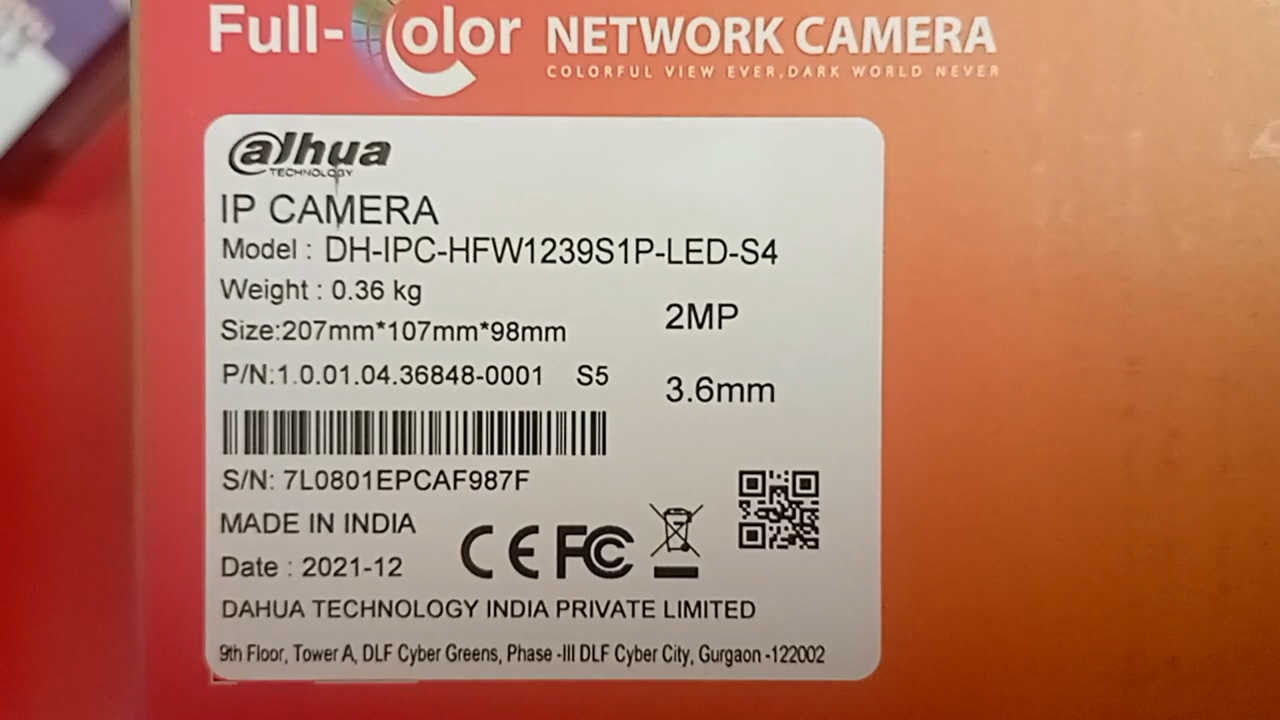 Full-Color NETWORK CAMERA
COLORFUL VIEW EVER, DARK WORLD NEVER
alhua
TECHNOLOGY
IP CAMERA
Model : DH-IPC-HFW1239S1P-LED-S4
Weight : 0.36 kg
2MP
Size:207mm*107mm*98mm
P/N:1.0.01.04.36848-0001 S5
3.6mm
S/N: 7L0801EPCAF987F
MADE IN INDIA
CE FC
Date : 2021-12
DAHUA TECHNOLOGY INDIA PRIVATE LIMITED
9th Floor, Tower A, DLF Cyber Greens, Phase -III DLF Cyber City, Gurgaon -122002